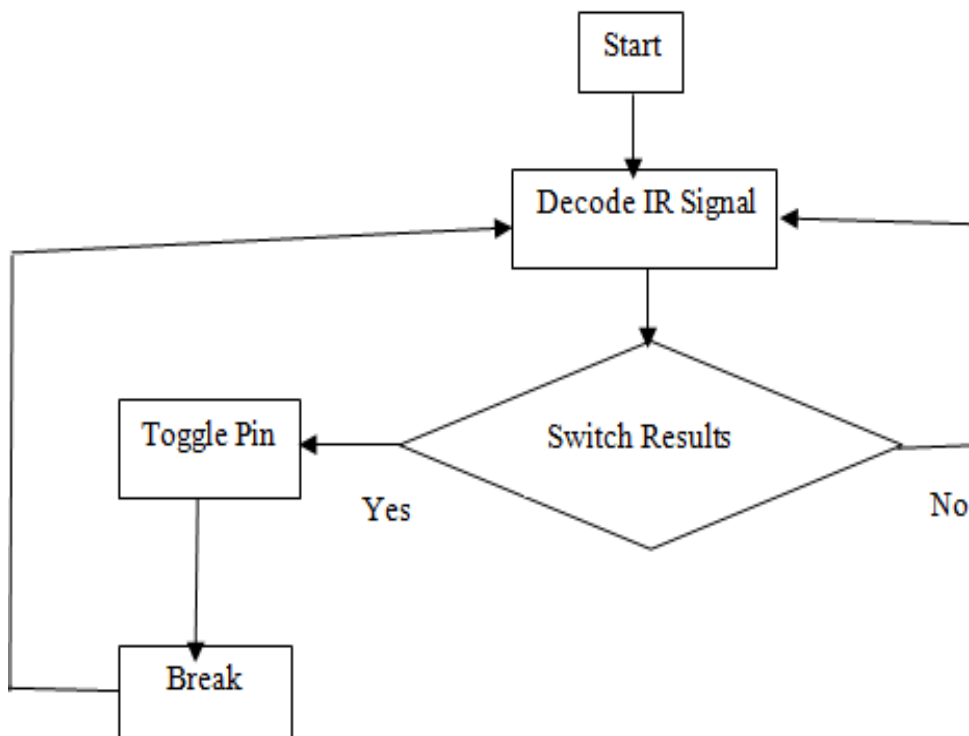 Start
Decode IR Signal
Switch Results
Toggle Pin
Yes
No
Break